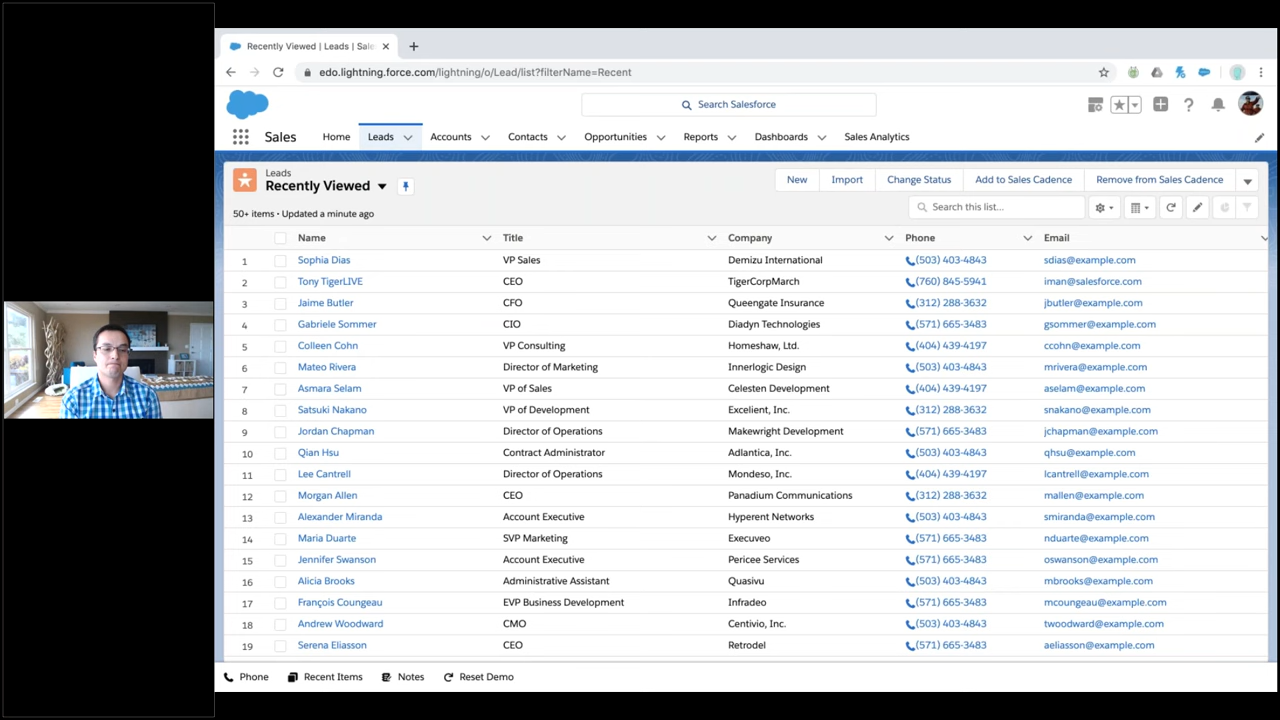 Recently Viewed | Leads | Sale
edo.lightning.force.com/lightning/o/Lead/list?filterName=Recent
Search Salesforce
Sales Home Leads Accounts Contacts Opportunities Reports Dashboards Sales Analytics
Leads
Recently Viewed
New Import Change Status Add to Sales Cadence Remove from Sales Cadence
50+ items • Updated a minute ago
Search this list...
Name Title Company Phone Email
1 Sophia Dias VP Sales Demizu International (503) 403-4843 sdias@example.com
2 Tony TigerLIVE CEO TigerCorpMarch (760) 845-5941 iman@salesforce.com
3 Jaime Butler CFO Queengate Insurance (312) 288-3632 jbutler@example.com
4 Gabriele Sommer CIO Diadyn Technologies (571) 665-3483 gsommer@example.com
5 Colleen Cohn VP Consulting Homeshaw, Ltd. (404) 439-4197 ccohn@example.com
6 Mateo Rivera Director of Marketing Innerlogic Design (503) 403-4843 mrivera@example.com
7 Asmara Selam VP of Sales Celesten Development (404) 439-4197 aselam@example.com
8 Satsuki Nakano VP of Development Excelient, Inc. (312) 288-3632 snakano@example.com
9 Jordan Chapman Director of Operations Makewright Development (571) 665-3483 jchapman@example.com
10 Qian Hsu Contract Administrator Adlantica, Inc. (503) 403-4843 qhsu@example.com
11 Lee Cantrell Director of Operations Mondeso, Inc. (404) 439-4197 lcantrell@example.com
12 Morgan Allen CEO Panadium Communications (312) 288-3632 mallen@example.com
13 Alexander Miranda Account Executive Hyperent Networks (503) 403-4843 smiranda@example.com
14 Maria Duarte SVP Marketing Execuveo (571) 665-3483 nduarte@example.com
15 Jennifer Swanson Account Executive Pericee Services (571) 665-3483 oswanson@example.com
16 Alicia Brooks Administrative Assistant Quasivu (503) 403-4843 mbrooks@example.com
17 François Coungeau EVP Business Development Infradeo (571) 665-3483 mcoungeau@example.com
18 Andrew Woodward CMO Centivio, Inc. (503) 403-4843 twoodward@example.com
19 Serena Eliasson CEO Retrodel (571) 665-3483 aeliasson@example.com
Phone Recent Items Notes Reset Demo